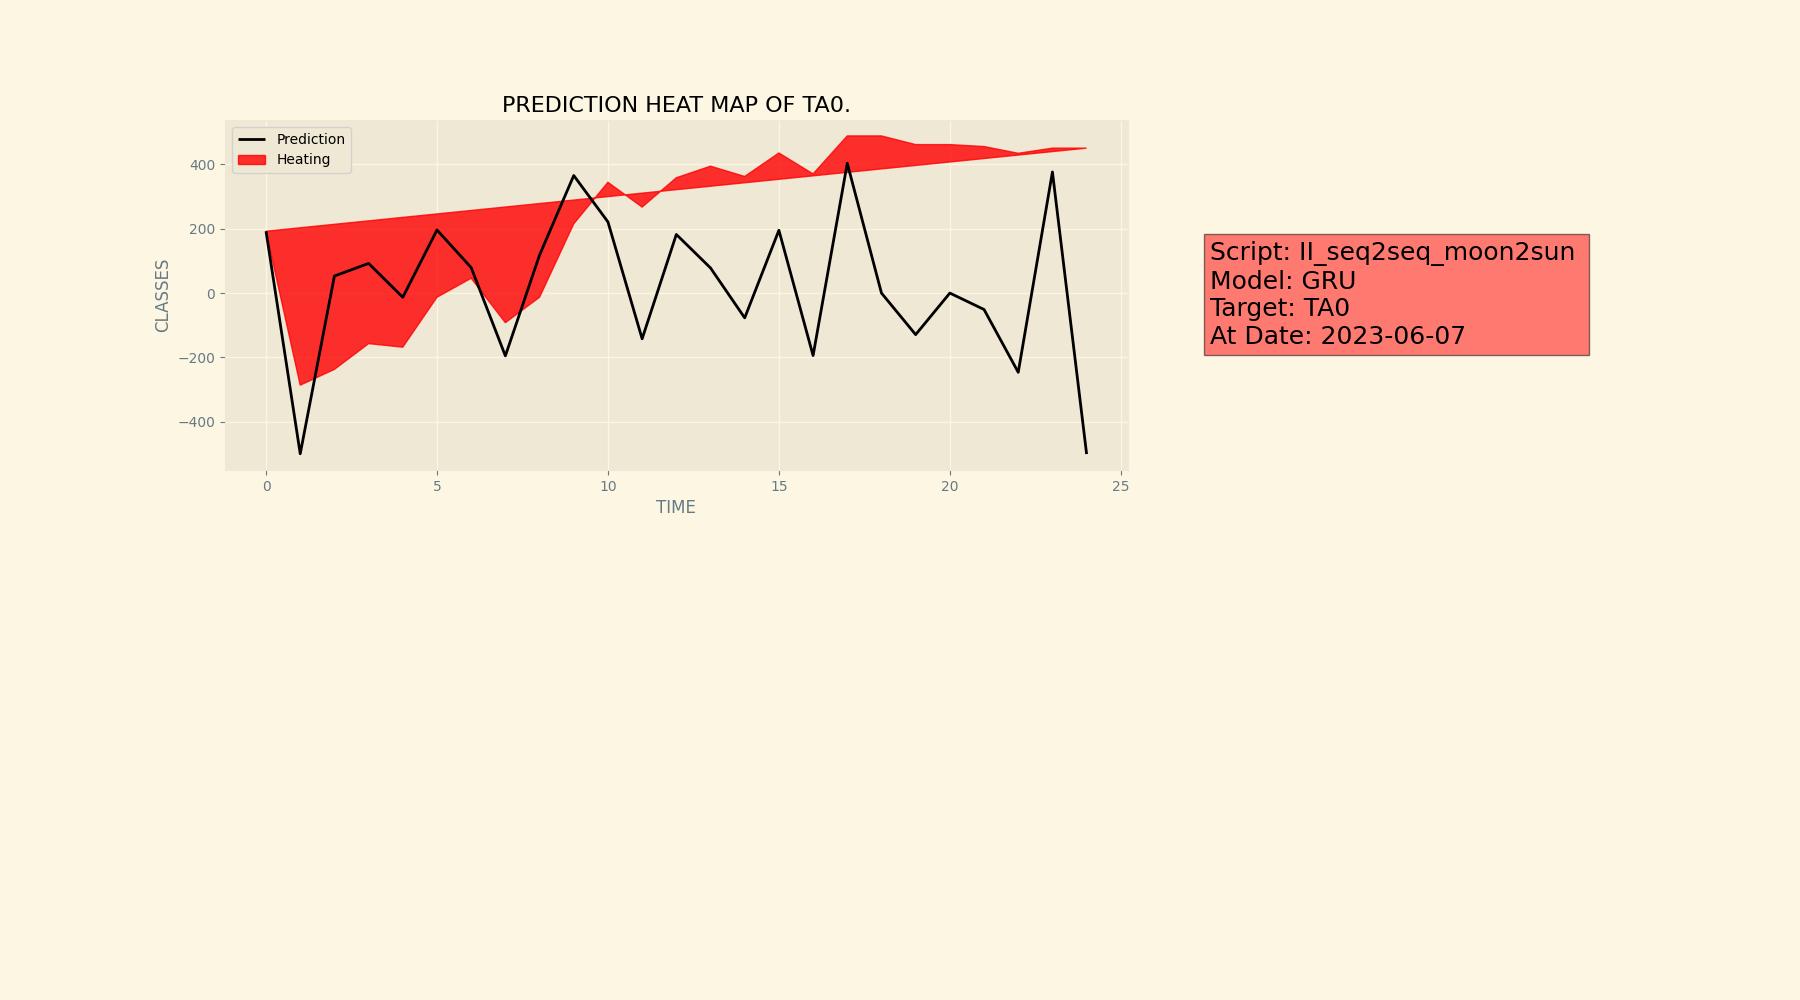 PREDICTION HEAT MAP OF TA0.
Prediction
Heating
400
200
0
−200
−400
CLASSES
0 5 10 15 20 25
TIME
Script: II_seq2seq_moon2sun
Model: GRU
Target: TA0
At Date: 2023-06-07